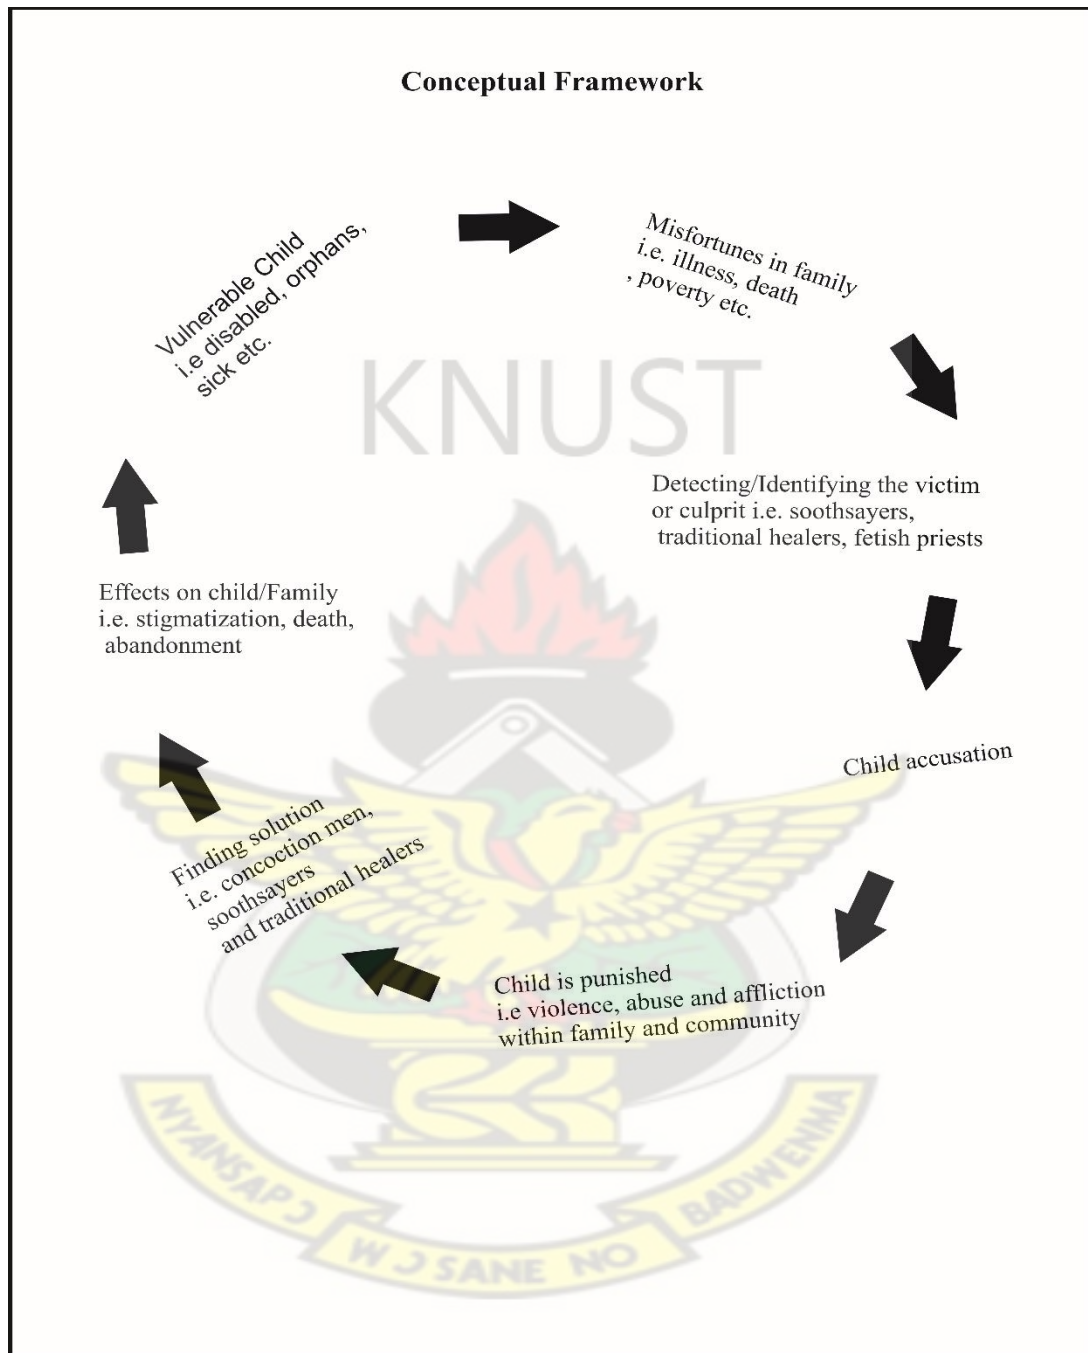 Conceptual Framework
Vulnerable Child
i.e disabled, orphans,
sick etc.
Misfortunes in family
i.e. illness, death
, poverty etc.
KNUST
Detecting/Identifying the victim
or culprit i.e. soothsayers,
traditional healers, fetish priests
Child accusation
Child is punished
i.e violence, abuse and affliction
within family and community
Finding solution
i.e. concoction men,
soothsayers
and traditional healers
Effects on child/Family
i.e. stigmatization, death,
abandonment
NYANSAPƆ WƆSANE NO BADWENMA